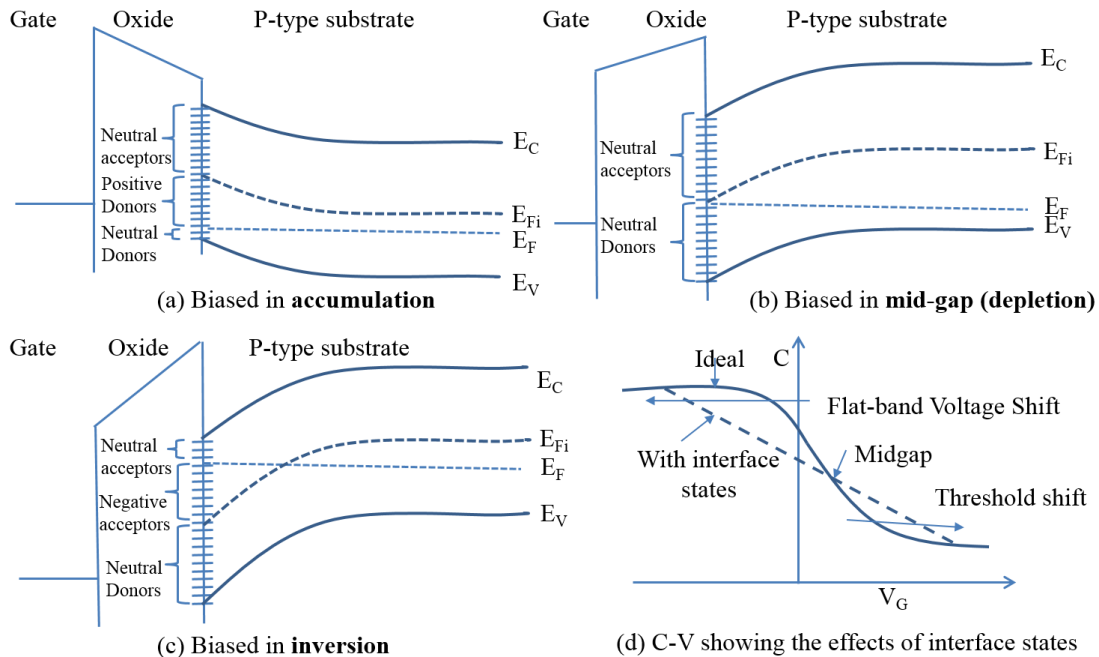 Gate Oxide P-type substrate
Neutral
acceptors
Positive
Donors
Neutral
Donors
E_C
E_Fi
E_F
E_V
(a) Biased in accumulation
Gate Oxide P-type substrate
Neutral
acceptors
Neutral
Donors
E_C
E_Fi
E_F
E_V
(b) Biased in mid-gap (depletion)
Gate Oxide P-type substrate
Neutral
acceptors
Negative
acceptors
Neutral
Donors
E_C
E_Fi
E_F
E_V
(c) Biased in inversion
Ideal C
Flat-band Voltage Shift
With interface
states
Midgap
Threshold shift
V_G
(d) C-V showing the effects of interface states